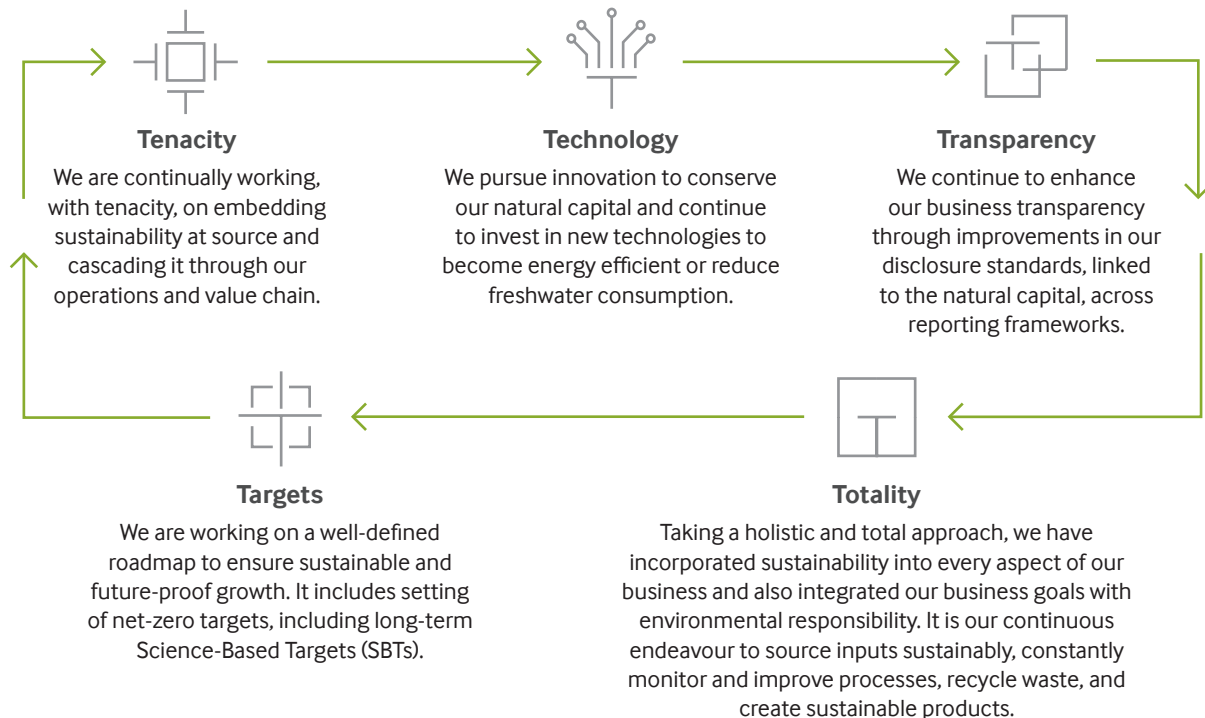 Tenacity
We are continually working,
with tenacity, on embedding
sustainability at source and
cascading it through our
operations and value chain.
Technology
We pursue innovation to conserve
our natural capital and continue
to invest in new technologies to
become energy efficient or reduce
freshwater consumption.
Transparency
We continue to enhance
our business transparency
through improvements in our
disclosure standards, linked
to the natural capital, across
reporting frameworks.
Targets
We are working on a well-defined
roadmap to ensure sustainable and
future-proof growth. It includes setting
of net-zero targets, including long-term
Science-Based Targets (SBTs).
Totality
Taking a holistic and total approach, we have
incorporated sustainability into every aspect of our
business and also integrated our business goals with
environmental responsibility. It is our continuous
endeavour to source inputs sustainably, constantly
monitor and improve processes, recycle waste, and
create sustainable products.